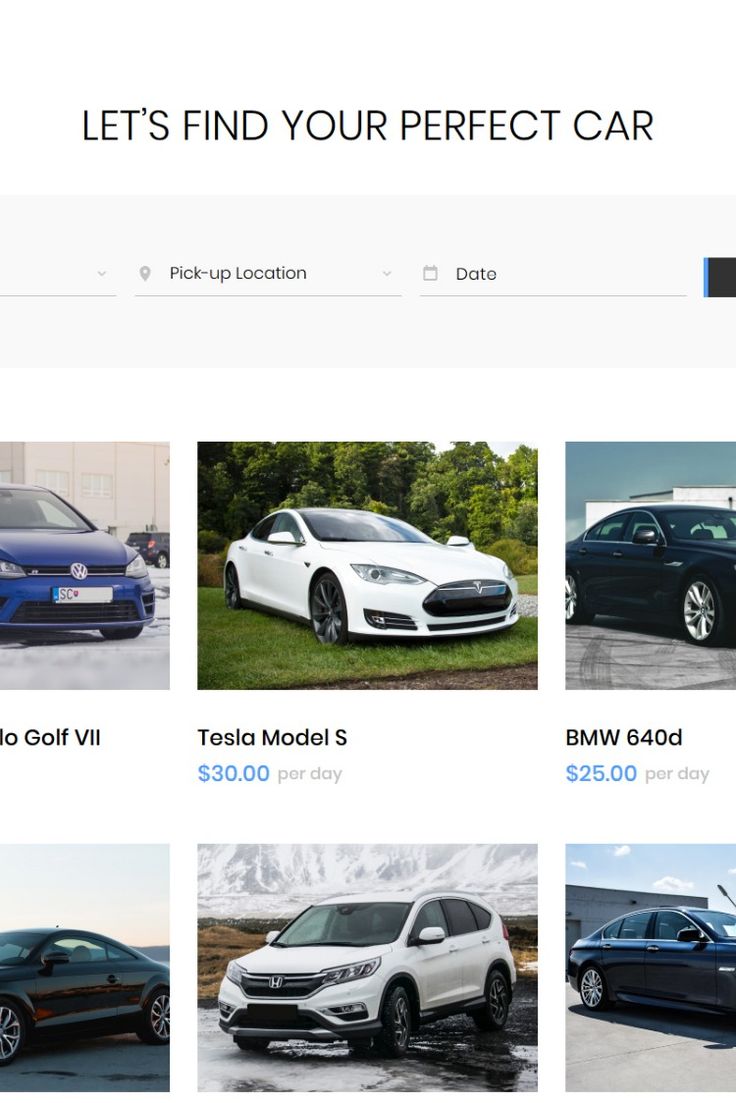 LET'S FIND YOUR PERFECT CAR
Pick-up Location
Date
SC
lo Golf VII
Tesla Model S
BMW 640d
$30.00 per day
$25.00 per day